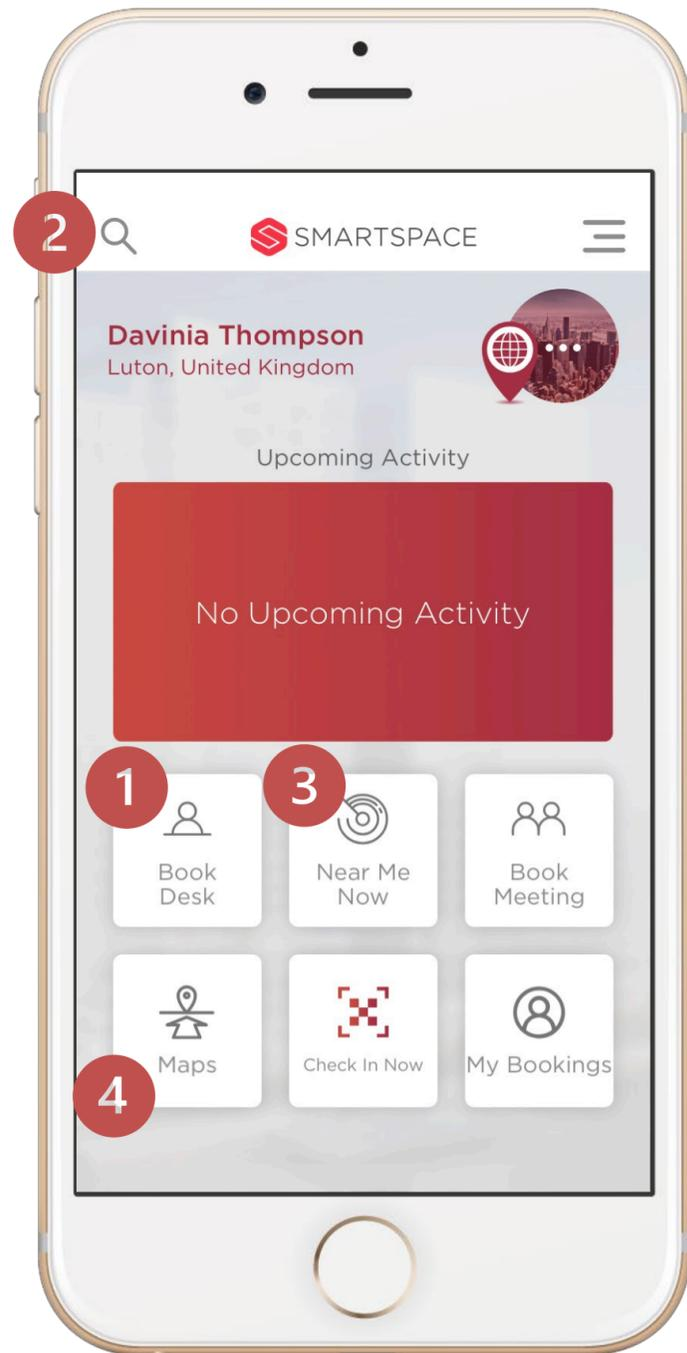 2
SMARTSPACE
Davinia Thompson
Luton, United Kingdom
Upcoming Activity
No Upcoming Activity
1
3
Book
Desk
Near Me
Now
Book
Meeting
4
Maps
Check In Now
My Bookings